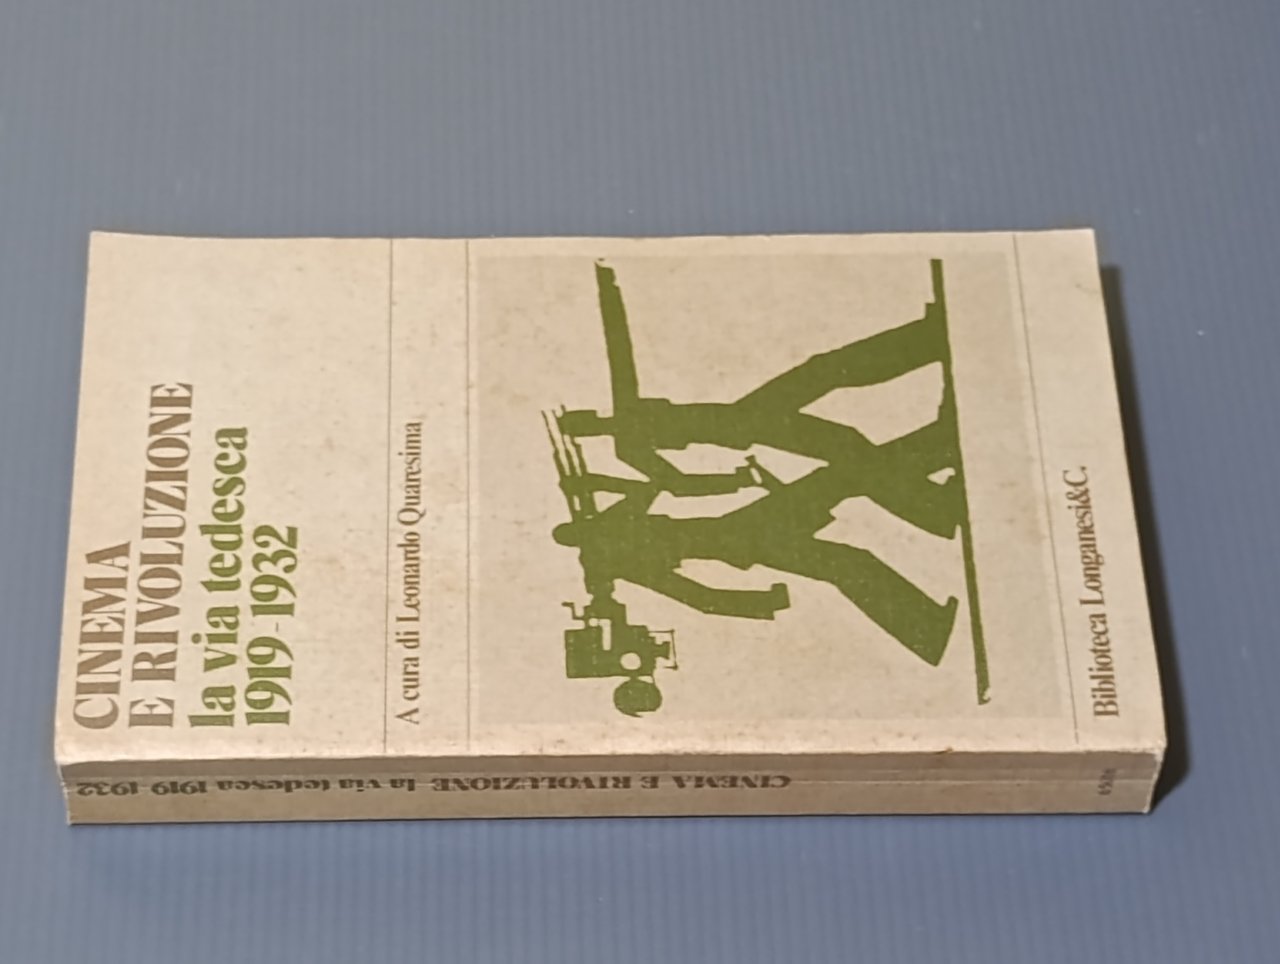 CINEMA
E RIVOLUZIONE
la via tedesca
1919-1932
A cura di Leonardo Quaresima
Biblioteca Longanesi&C.
CINEMA E RIVOLUZIONE la via tedesca 1919-1932